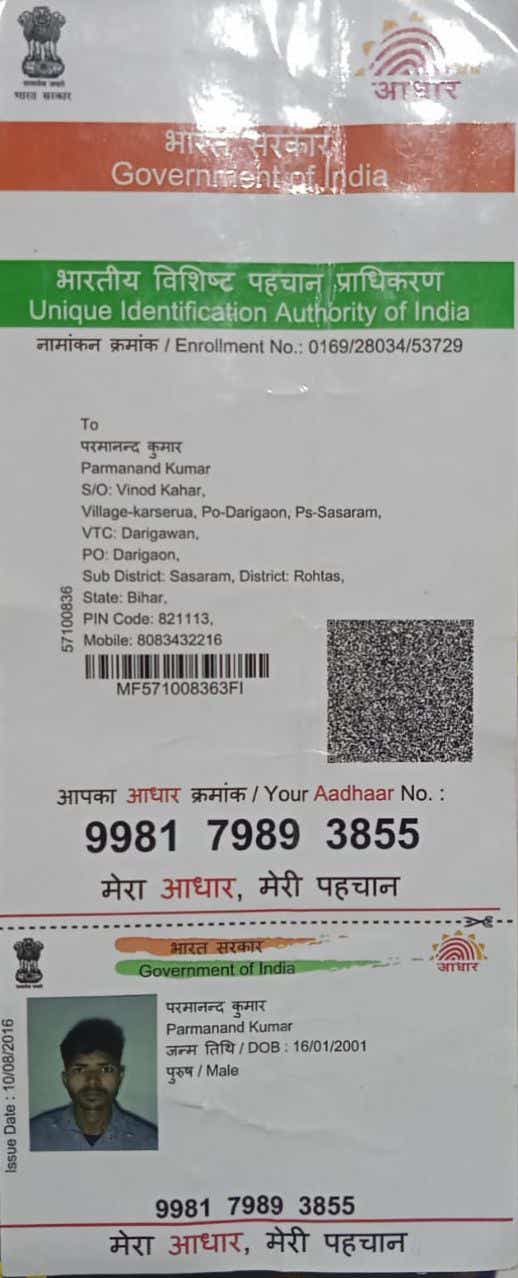 भारत सरकार
आधार
भारत सरकार
Government of India
भारतीय विशिष्ट पहचान प्राधिकरण
Unique Identification Authority of India
नामांकन क्रमांक / Enrollment No.: 0169/28034/53729
To
परमानन्द कुमार
Parmanand Kumar
S/O: Vinod Kahar,
Village-karserua, Po-Darigaon, Ps-Sasaram,
VTC: Darigawan,
PO: Darigaon,
Sub District: Sasaram, District: Rohtas,
State: Bihar,
PIN Code: 821113,
Mobile: 8083432216
57100836
MF571008363FI
आपका आधार क्रमांक / Your Aadhaar No. :
9981 7989 3855
मेरा आधार, मेरी पहचान
भारत सरकार
Government of India
आधार
परमानन्द कुमार
Parmanand Kumar
जन्म तिथि / DOB : 16/01/2001
पुरुष / Male
Issue Date : 10/08/2016
9981 7989 3855
मेरा आधार, मेरी पहचान